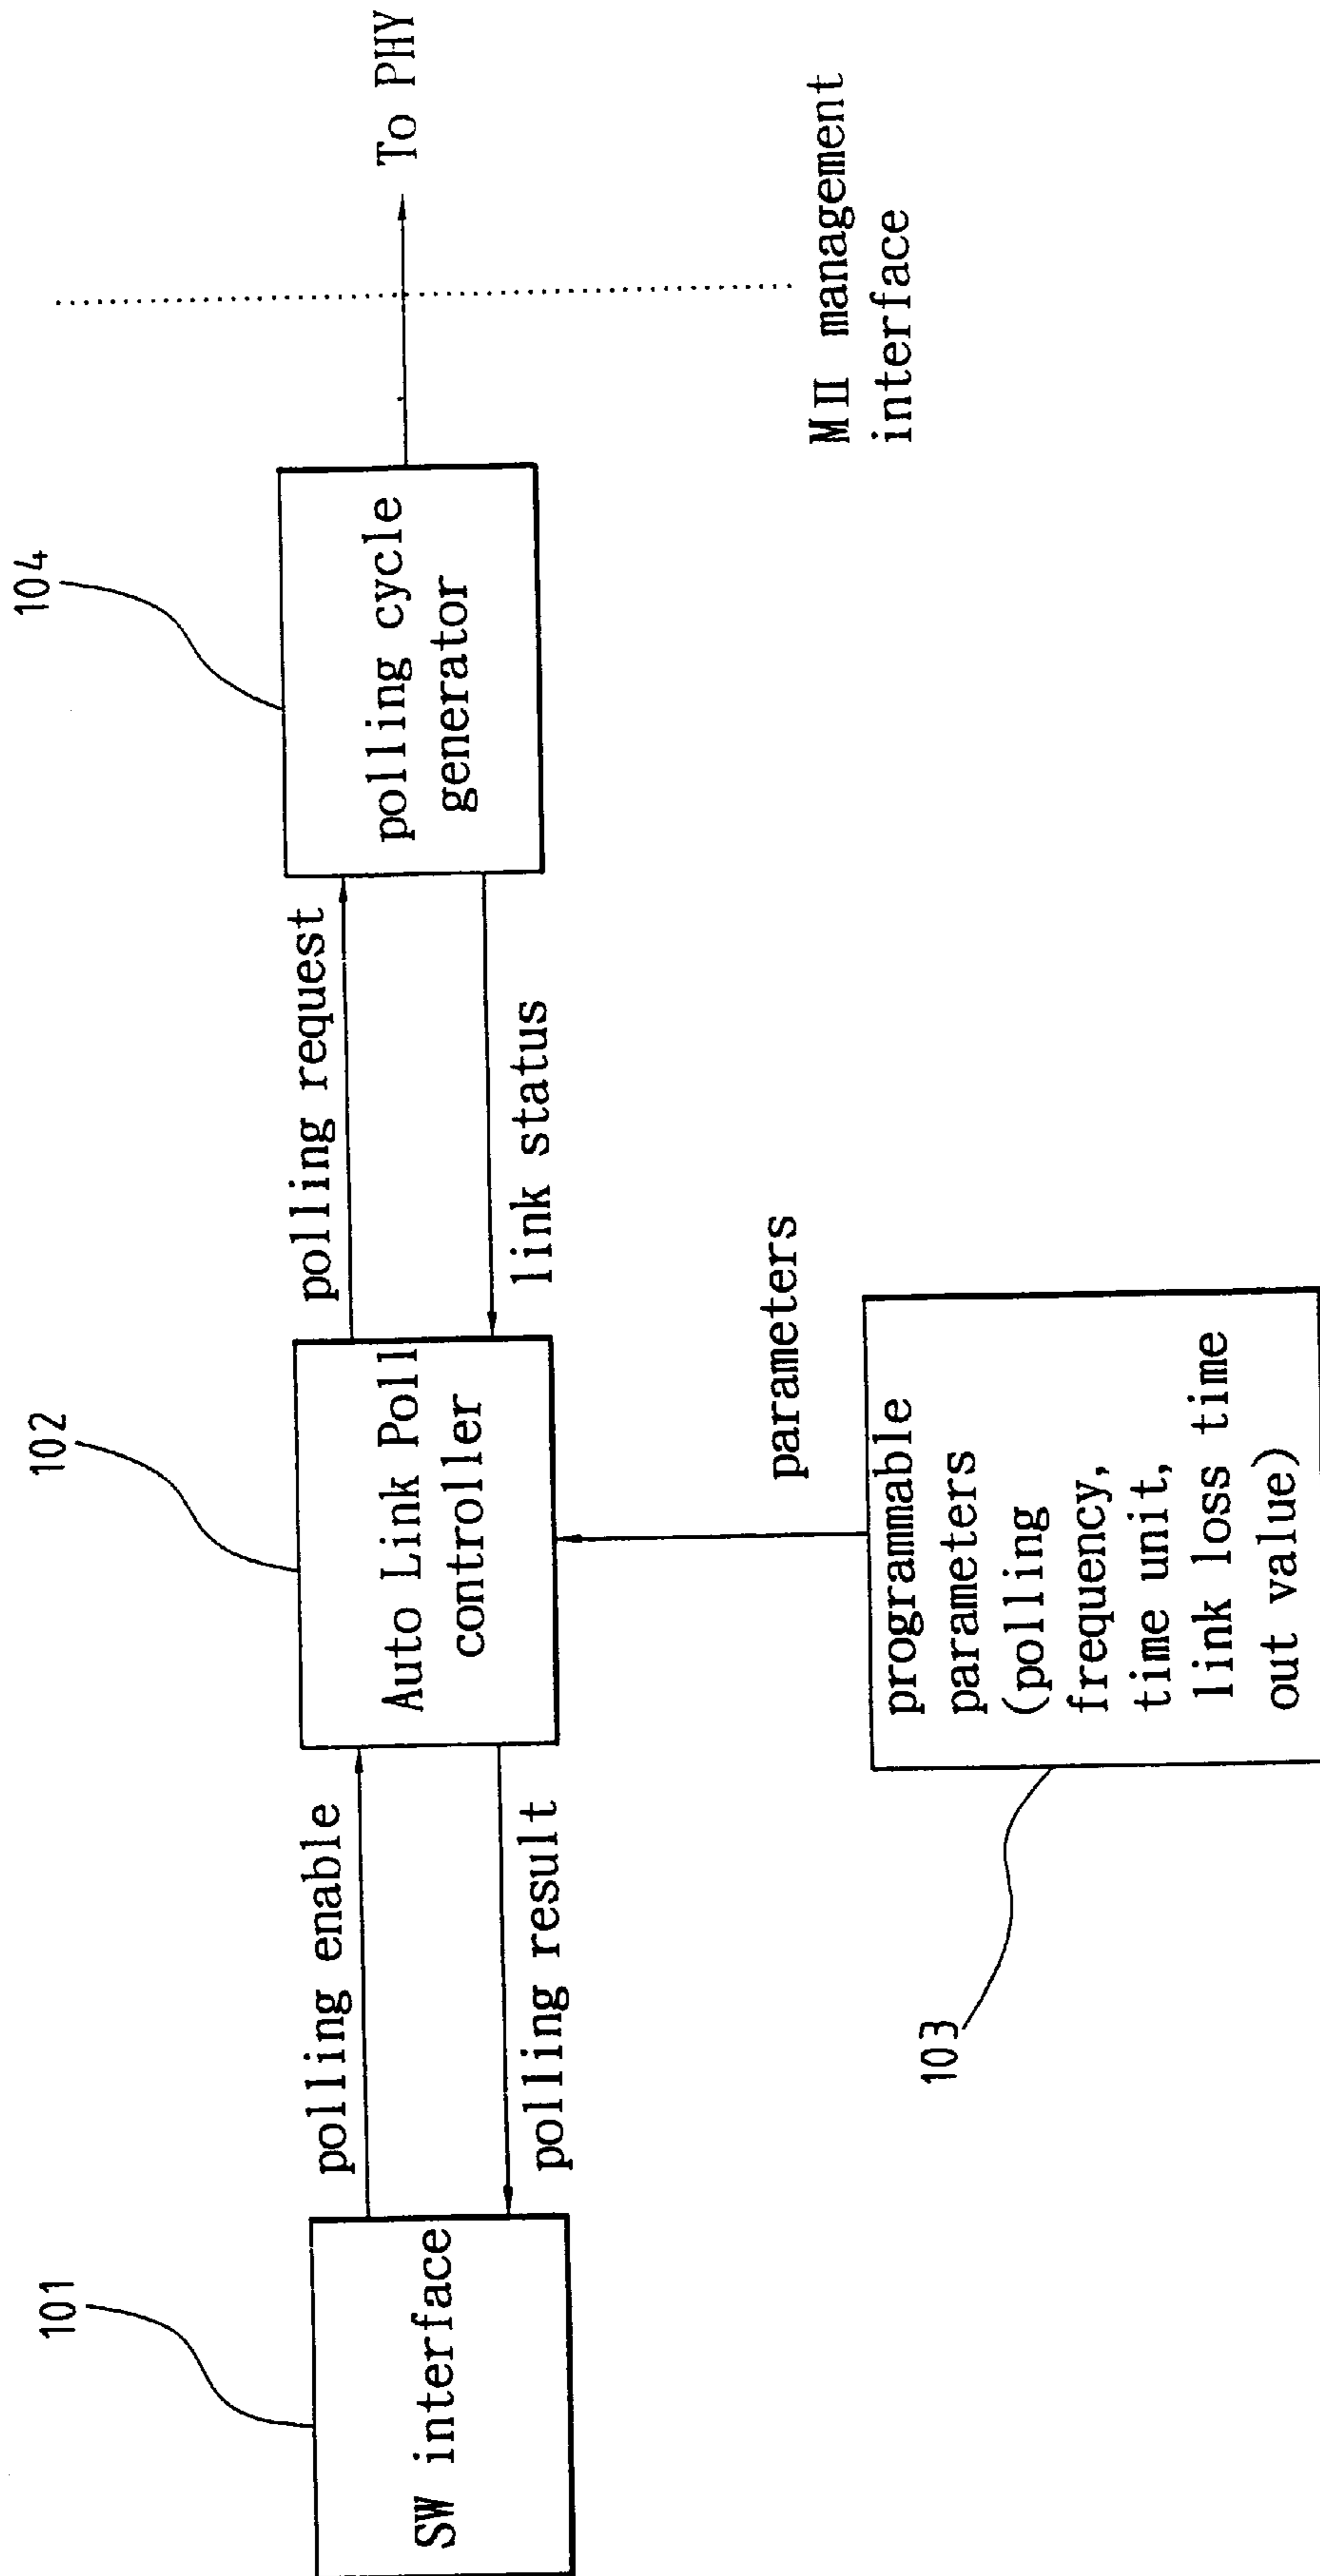 101
SW interface
polling enable
polling result
102
Auto Link Poll
controller
polling request
link status
104
polling cycle
generator
To PHY
MII management
interface
parameters
103
programmable
parameters
(polling
frequency,
time unit,
link loss time
out value)